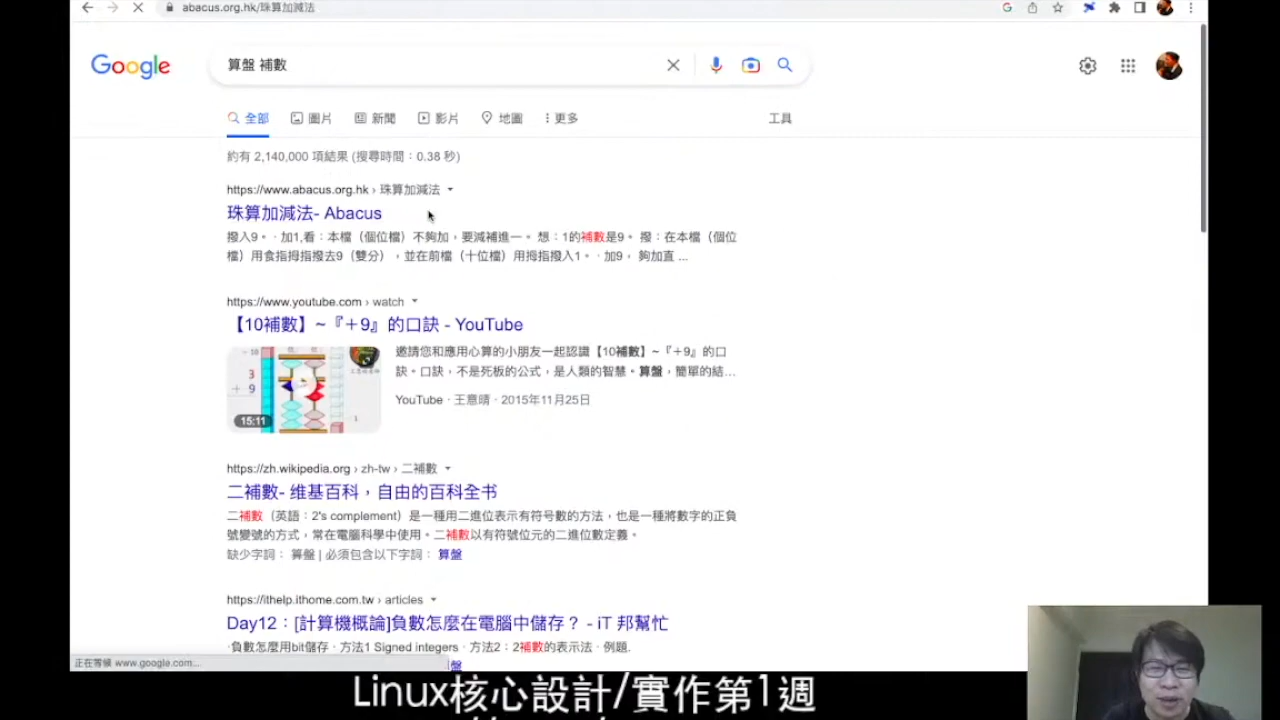 abacus.org.hk/珠算加減法
Google
算盤 補數
全部 圖片 新聞 影片 地圖 更多 工具
約有 2,140,000 項結果 (搜尋時間：0.38 秒)
https://www.abacus.org.hk › 珠算加減法
珠算加減法- Abacus
撥入9。 · 加1,看：本檔（個位檔）不夠加，要減補進一。 想：1的補數是9。 撥：在本檔（個位
檔）用食指拇指撥去9（雙分），並在前檔（十位檔）用拇指撥入1。 · 加9， 夠加直 ...
https://www.youtube.com › watch
【10補數】~『＋9』的口訣 - YouTube
3
+ 9
15:11
邀請您和應用心算的小朋友一起認識【10補數】~『＋9』的口
訣。口訣，不是死板的公式，是人類的智慧。算盤，簡單的結...
YouTube · 王意晴 · 2015年11月25日
https://zh.wikipedia.org › zh-tw › 二補數
二補數- 维基百科，自由的百科全书
二補數（英語：2's complement）是一種用二進位表示有符號數的方法，也是一種將數字的正負
號變號的方式，常在電腦科學中使用。二補數以有符號位元的二進位數定義。
缺少字詞： 算盤 | 必須包含以下字詞： 算盤
https://ithelp.ithome.com.tw › articles
Day12：[計算機概論]負數怎麼在電腦中儲存？ - iT 邦幫忙
·負數怎麼用bit儲存 · 方法1 Signed integers · 方法2：2補數的表示法 · 例題.
正在等候 www.google.com...
Linux核心設計/實作第1週